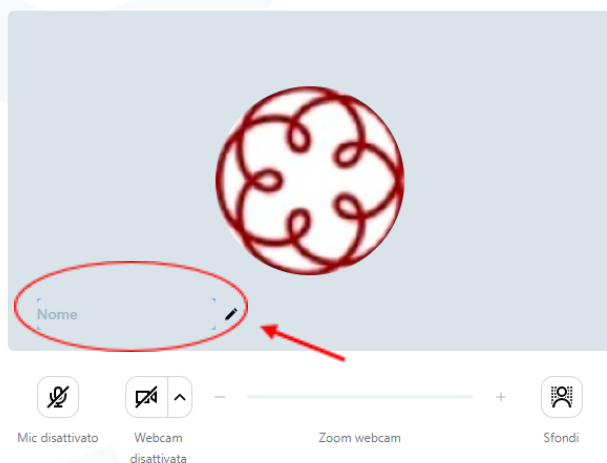 Nome
Mic disattivato
Webcam
disattivata
Zoom webcam
Sfondi